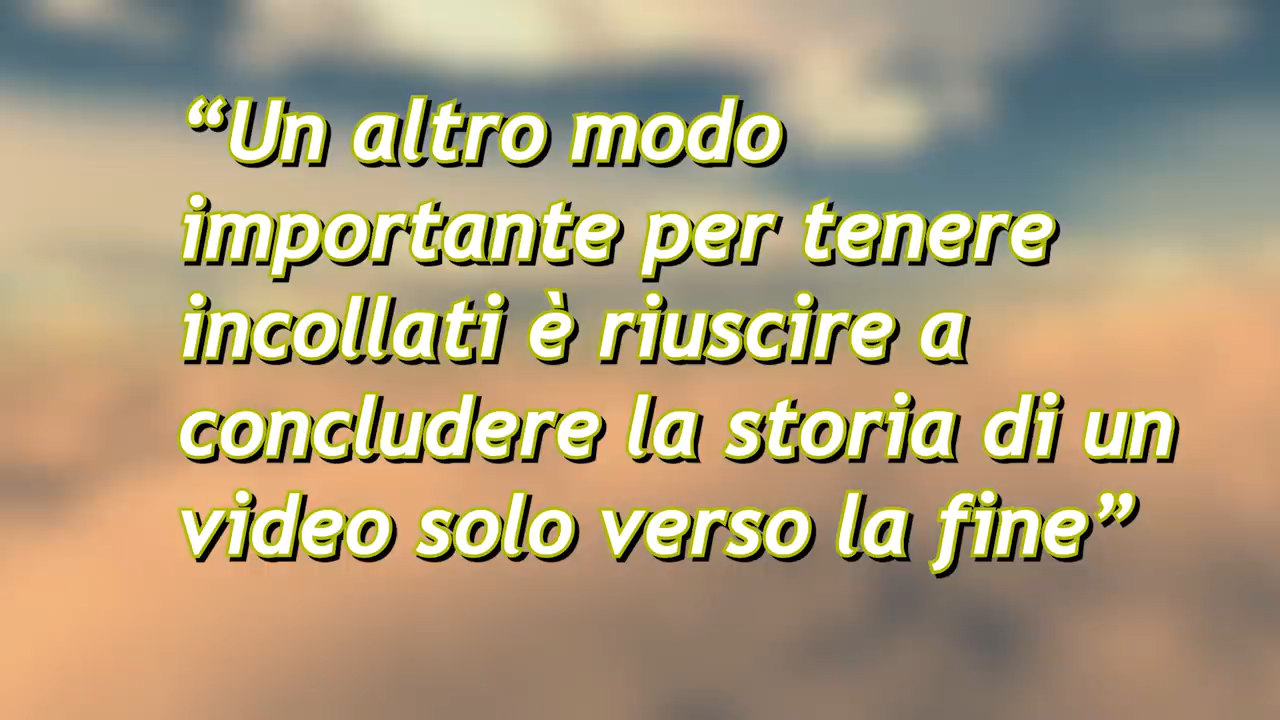 “Un altro modo
importante per tenere
incollati è riuscire a
concludere la storia di un
video solo verso la fine”